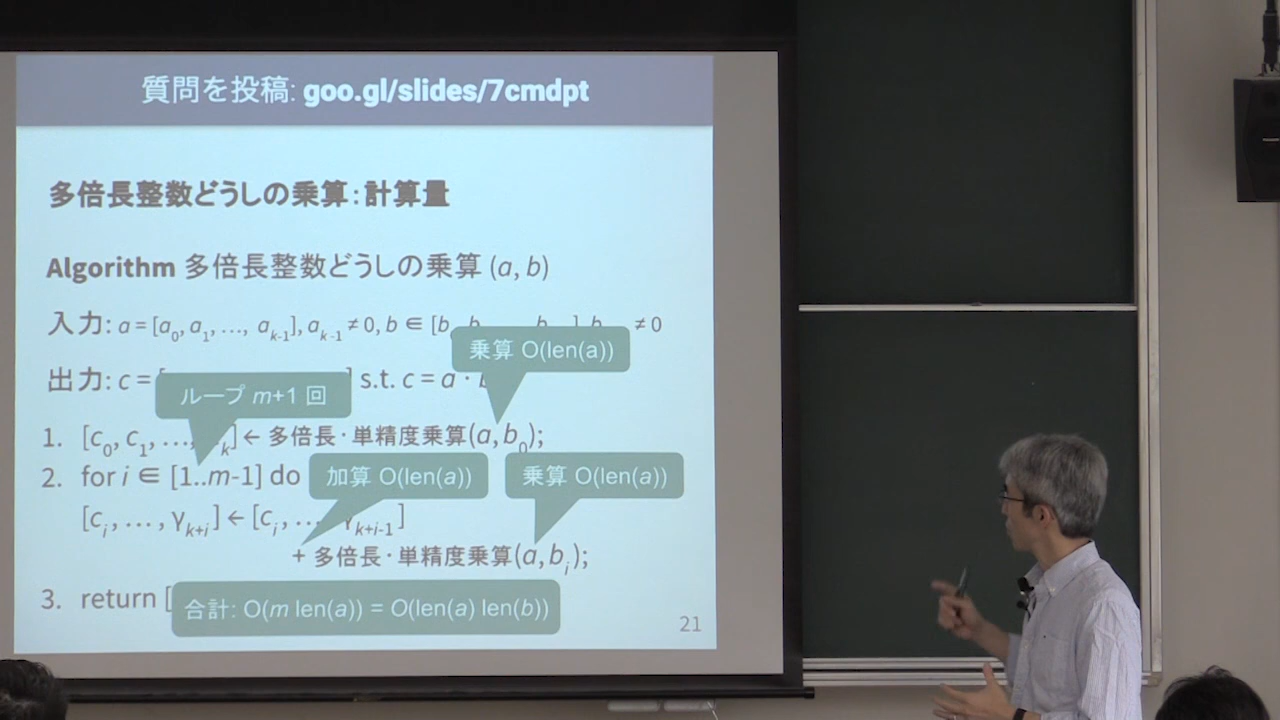 質問を投稿: goo.gl/slides/7cmdpt
多倍長整数どうしの乗算：計算量
Algorithm 多倍長整数どうしの乗算 (a, b)
入力: a = [a0, a1, …, ak-1], ak-1 ≠ 0, b ∈ [b ≠ 0
乗算 O(len(a))
出力: c = [ ] s.t. c = a ·
ループ m+1 回
1. [c0, c1, …, k] ← 多倍長・単精度乗算(a, b0);
2. for i ∈ [1..m-1] do
加算 O(len(a))
乗算 O(len(a))
[ci, …, γk+i] ← [ci, … γk+i-1]
+ 多倍長・単精度乗算(a, bi);
3. return [
合計: O(m len(a)) = O(len(a) len(b))
21